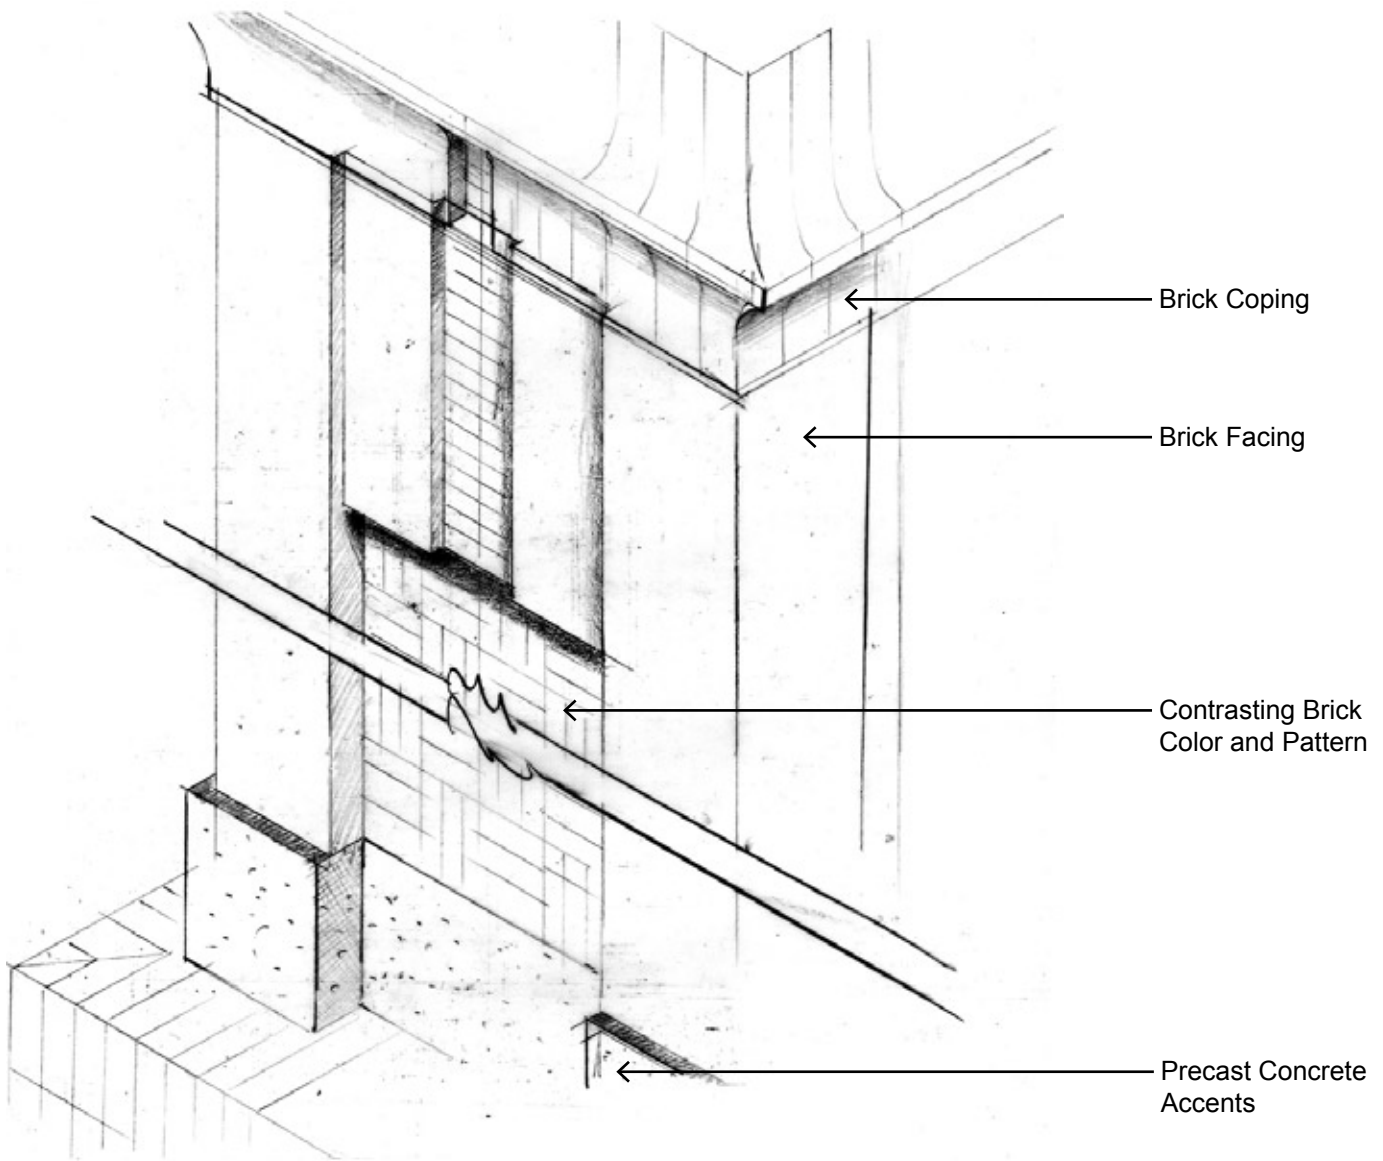 Brick Coping
Brick Facing
Contrasting Brick
Color and Pattern
Precast Concrete
Accents